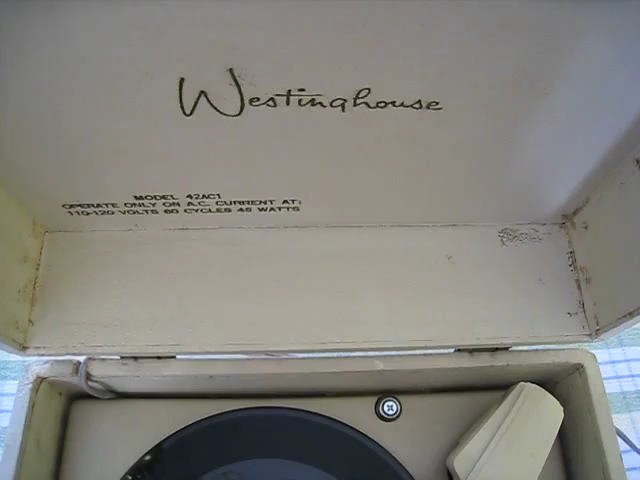 Westinghouse
MODEL 42AC1
OPERATE ONLY ON A.C. CURRENT AT:
110-120 VOLTS 60 CYCLES 45 WATTS